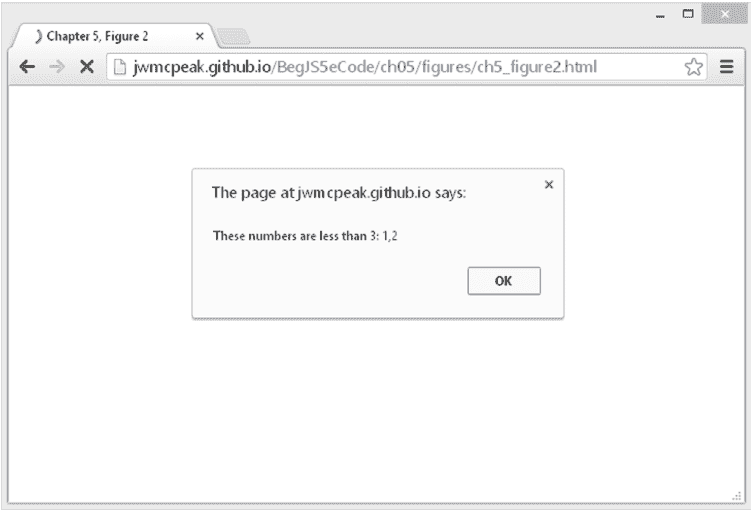 Chapter 5, Figure 2
jwmcpeak.github.io/BegJS5eCode/ch05/figures/ch5_figure2.html
The page at jwmcpeak.github.io says:
These numbers are less than 3: 1,2
OK